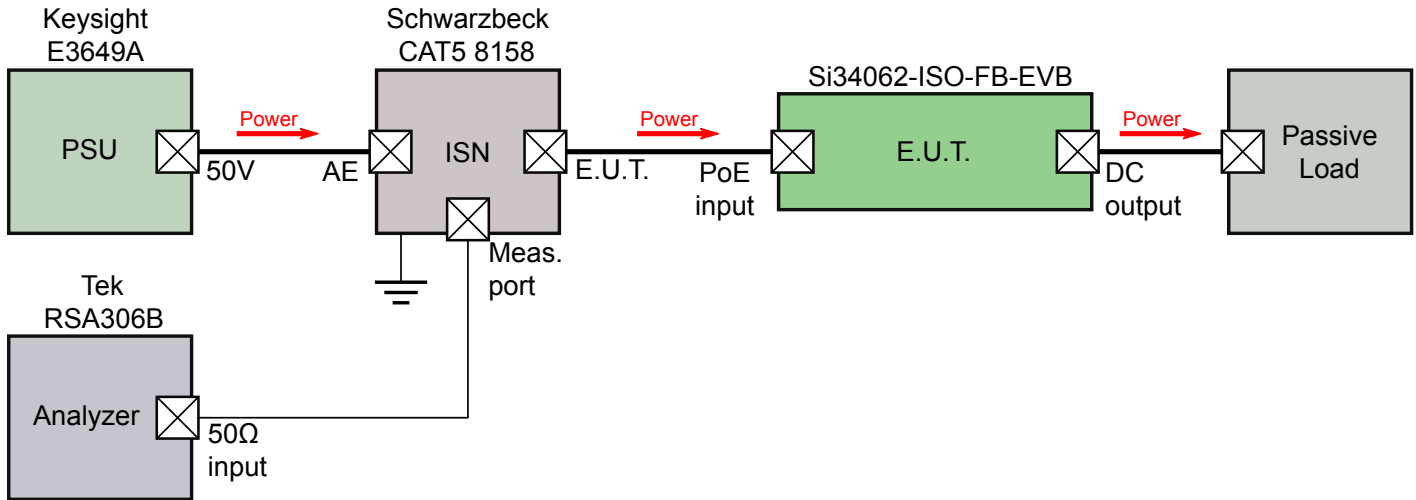 Keysight
E3649A
PSU
50V
Power
Schwarzbeck
CAT5 8158
AE
ISN
E.U.T.
Meas.
port
Power
Si34062-ISO-FB-EVB
PoE
input
E.U.T.
DC
output
Power
Passive
Load
Tek
RSA306B
Analyzer
50Ω
input